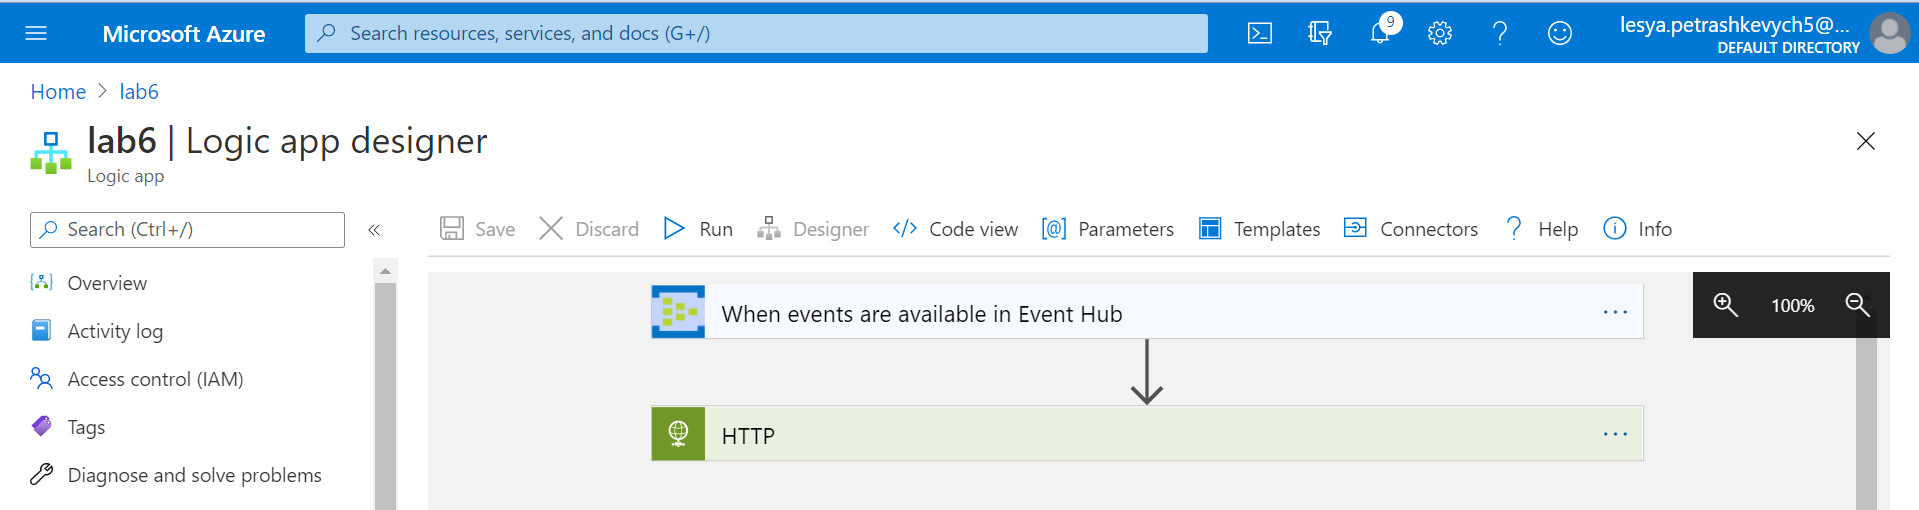 Microsoft Azure
Search resources, services, and docs (G+/)
9
lesya.petrashkevych5@...
DEFAULT DIRECTORY
Home > lab6
lab6 | Logic app designer
Logic app
Search (Ctrl+/)
«
Save
Discard
Run
Designer
Code view
Parameters
Templates
Connectors
Help
Info
Overview
Activity log
Access control (IAM)
Tags
Diagnose and solve problems
When events are available in Event Hub
...
100%
HTTP
...